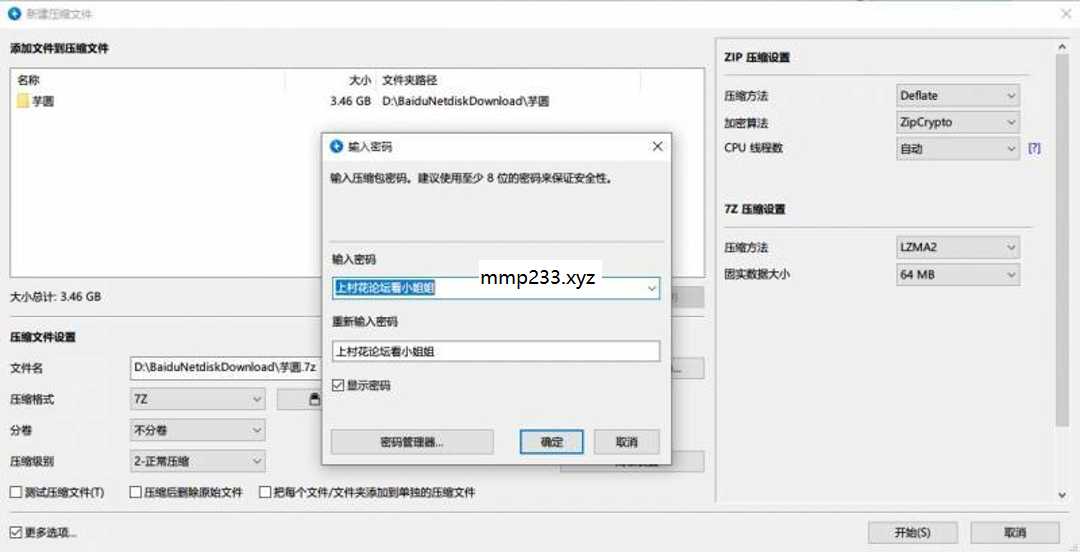 新建压缩文件
添加文件到压缩文件
名称 大小 文件夹路径
芋圆 3.46 GB D:\BaiduNetdiskDownload\芋圆
大小总计: 3.46 GB
压缩文件设置
文件名 D:\BaiduNetdiskDownload\芋圆.7z
压缩格式 7Z
分卷 不分卷
压缩级别 2-正常压缩
测试压缩文件(T) 压缩后删除原始文件 把每个文件/文件夹添加到单独的压缩文件
更多选项...
输入密码
输入压缩包密码。建议使用至少 8 位的密码来保证安全性。
输入密码
mmp233.xyz
上村花论坛看小姐姐
重新输入密码
上村花论坛看小姐姐
显示密码
密码管理器... 确定 取消
ZIP 压缩设置
压缩方法 Deflate
加密算法 ZipCrypto
CPU 线程数 自动 [?]
7Z 压缩设置
压缩方法 LZMA2
固实数据大小 64 MB
开始(S) 取消